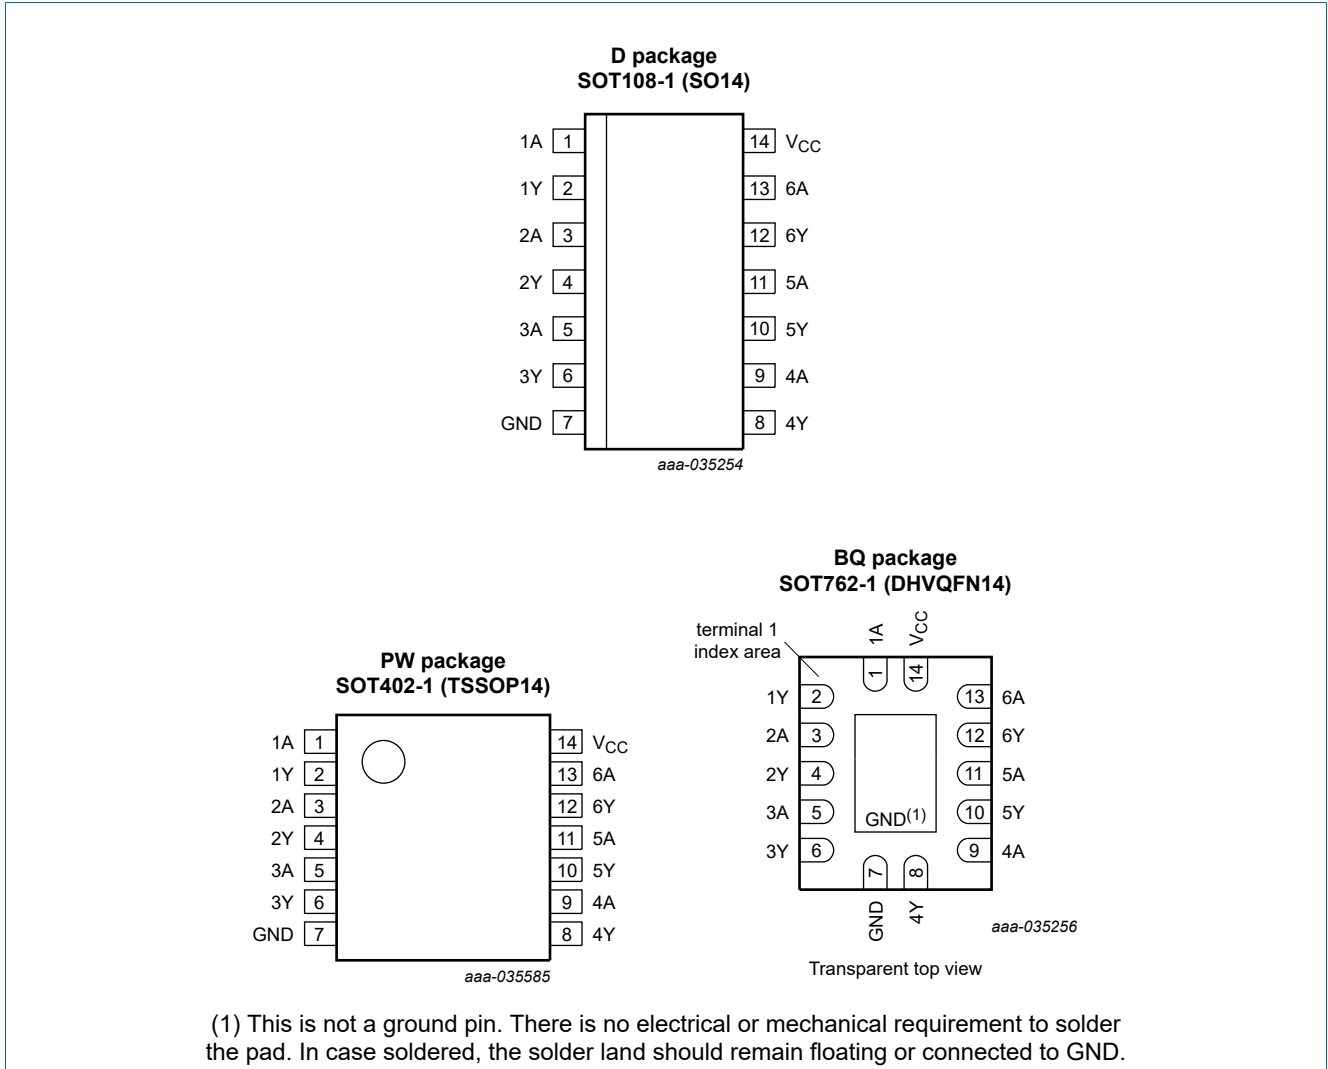 D package
SOT108-1 (SO14)
1A 1 14 VCC
1Y 2 13 6A
2A 3 12 6Y
2Y 4 11 5A
3A 5 10 5Y
3Y 6 9 4A
GND 7 8 4Y
aaa-035254
PW package
SOT402-1 (TSSOP14)
1A 1 14 VCC
1Y 2 13 6A
2A 3 12 6Y
2Y 4 11 5A
3A 5 10 5Y
3Y 6 9 4A
GND 7 8 4Y
aaa-035585
BQ package
SOT762-1 (DHVQFN14)
terminal 1
index area
1A VCC
1 14
1Y 2 13 6A
2A 3 12 6Y
2Y 4 11 5A
3A 5 10 5Y
GND(1)
3Y 6 9 4A
7 8
GND 4Y
aaa-035256
Transparent top view
(1) This is not a ground pin. There is no electrical or mechanical requirement to solder
the pad. In case soldered, the solder land should remain floating or connected to GND.